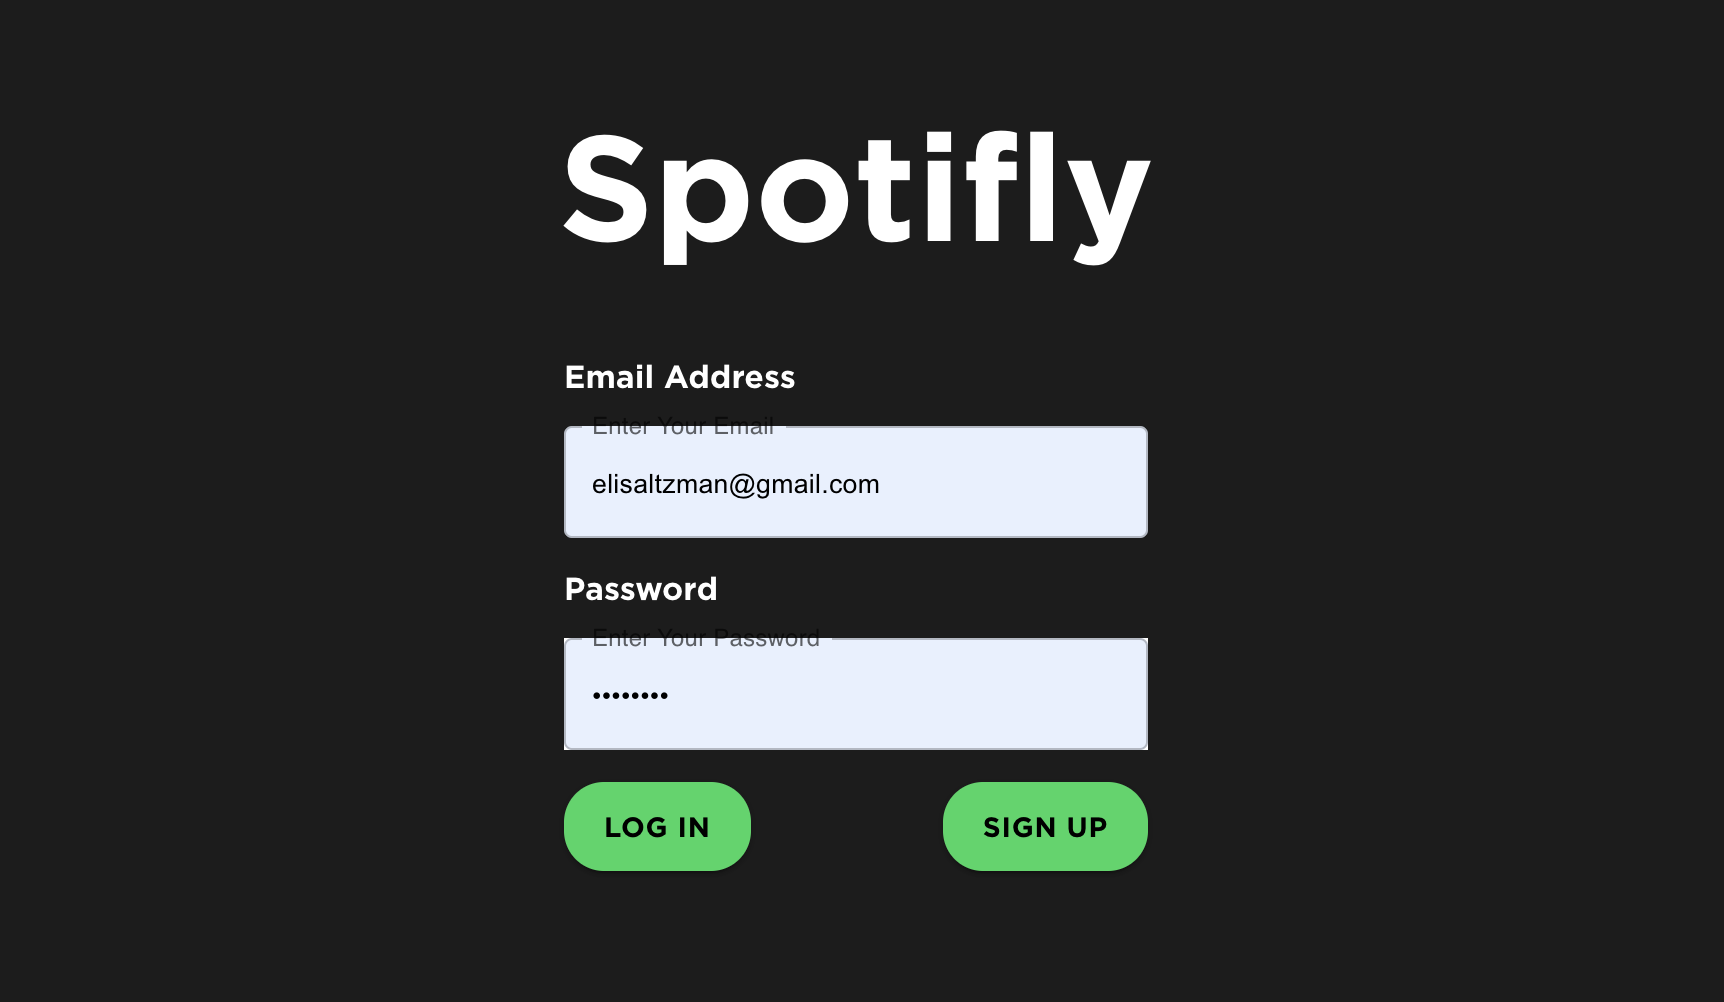 Spotifly
Email Address
Enter Your Email
elisaltzman@gmail.com
Password
Enter Your Password
••••••••
LOG IN
SIGN UP